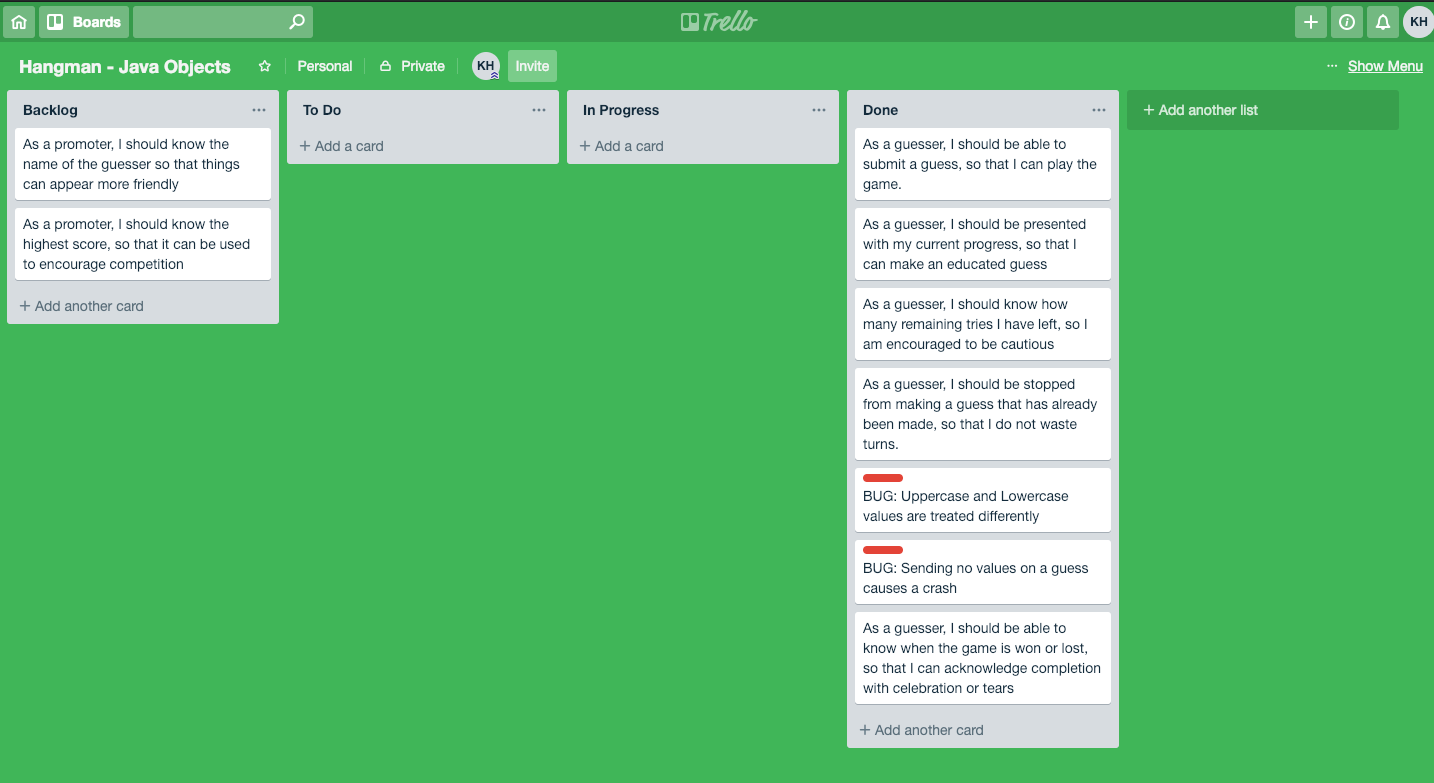 Boards
Trello
KH
Hangman - Java Objects
Personal
Private
KH
Invite
... Show Menu
Backlog
As a promoter, I should know the
name of the guesser so that things
can appear more friendly
As a promoter, I should know the
highest score, so that it can be used
to encourage competition
+ Add another card
To Do
+ Add a card
In Progress
+ Add a card
Done
As a guesser, I should be able to
submit a guess, so that I can play the
game.
As a guesser, I should be presented
with my current progress, so that I
can make an educated guess
As a guesser, I should know how
many remaining tries I have left, so I
am encouraged to be cautious
As a guesser, I should be stopped
from making a guess that has already
been made, so that I do not waste
turns.
BUG: Uppercase and Lowercase
values are treated differently
BUG: Sending no values on a guess
causes a crash
As a guesser, I should be able to
know when the game is won or lost,
so that I can acknowledge completion
with celebration or tears
+ Add another card
+ Add another list